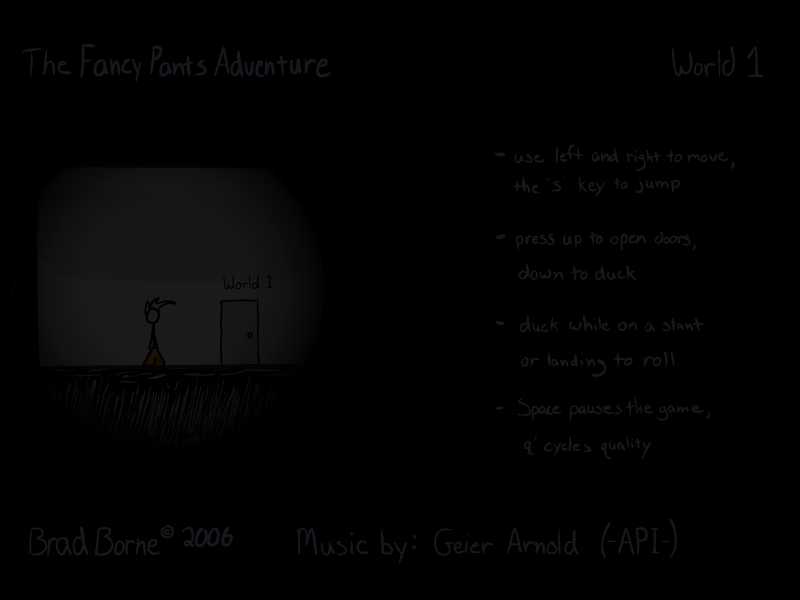 The Fancy Pants Adventure
World 1
- use left and right to move,
the 's' key to jump
- press up to open doors,
down to duck
World 1
- duck while on a slant
or landing to roll
- Space pauses the game,
q' cycles quality
Brad Borne© 2006
Music by: Geier Arnold (-API-)